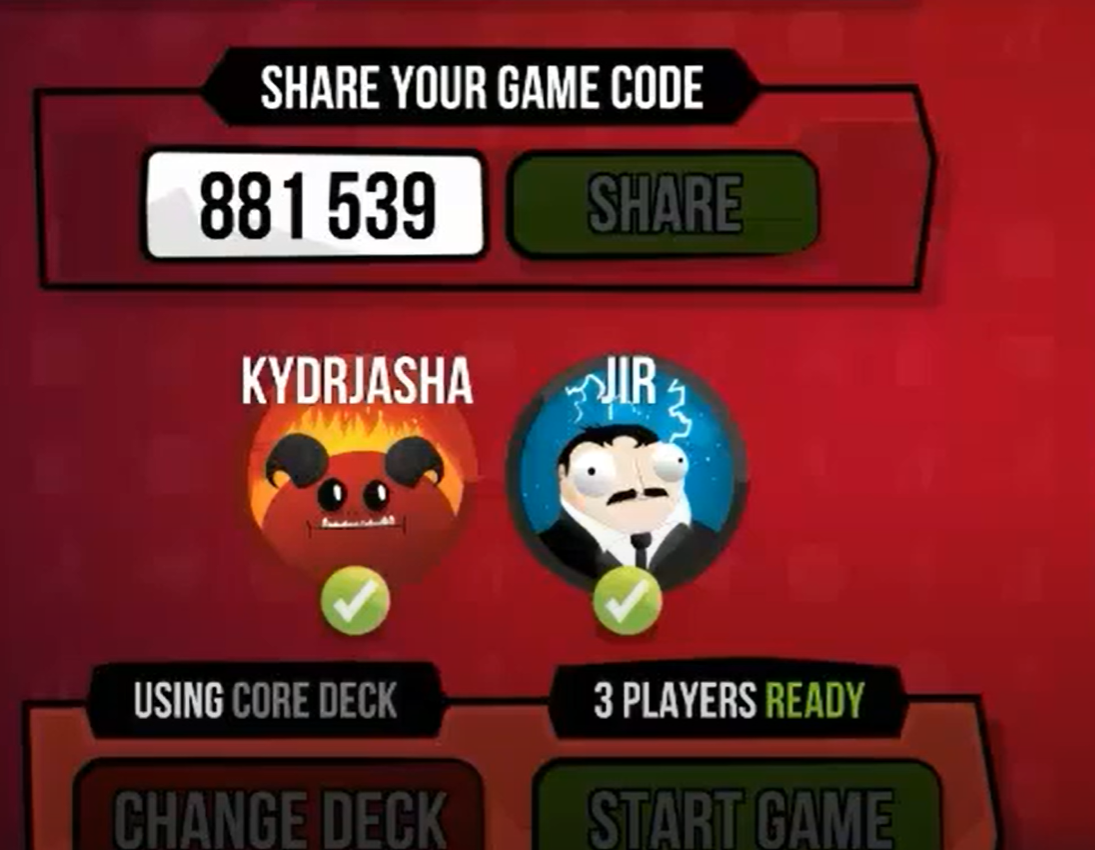 SHARE YOUR GAME CODE
881 539 SHARE
KYDRJASHA JIR
USING CORE DECK 3 PLAYERS READY
CHANGE DECK START GAME